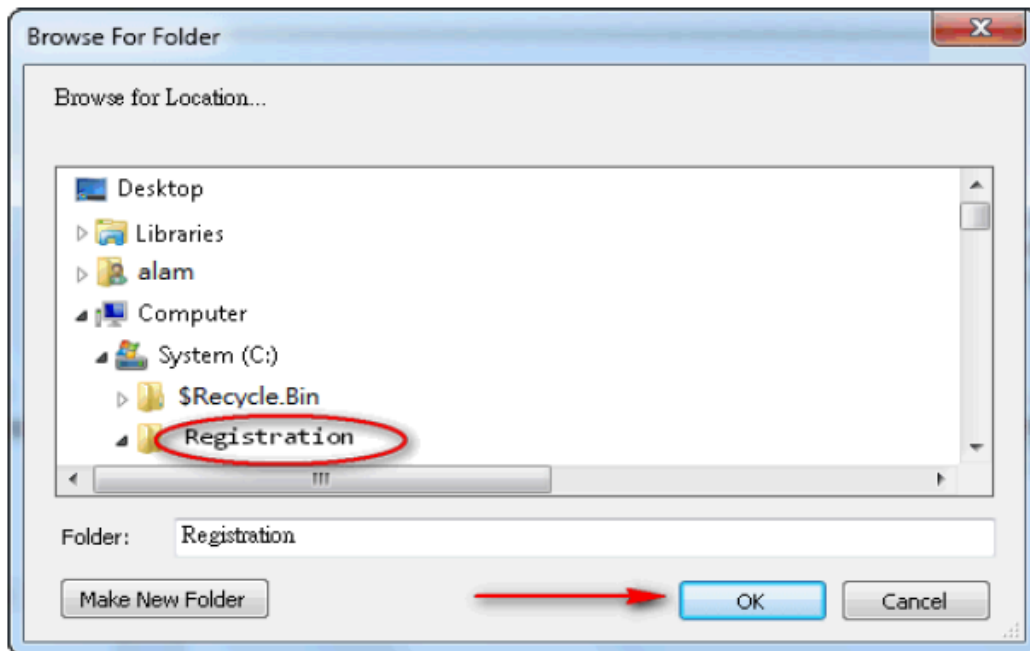 Browse For Folder
Browse for Location...
Desktop
Libraries
alam
Computer
System (C:)
$Recycle.Bin
Registration
Folder: Registration
Make New Folder OK Cancel